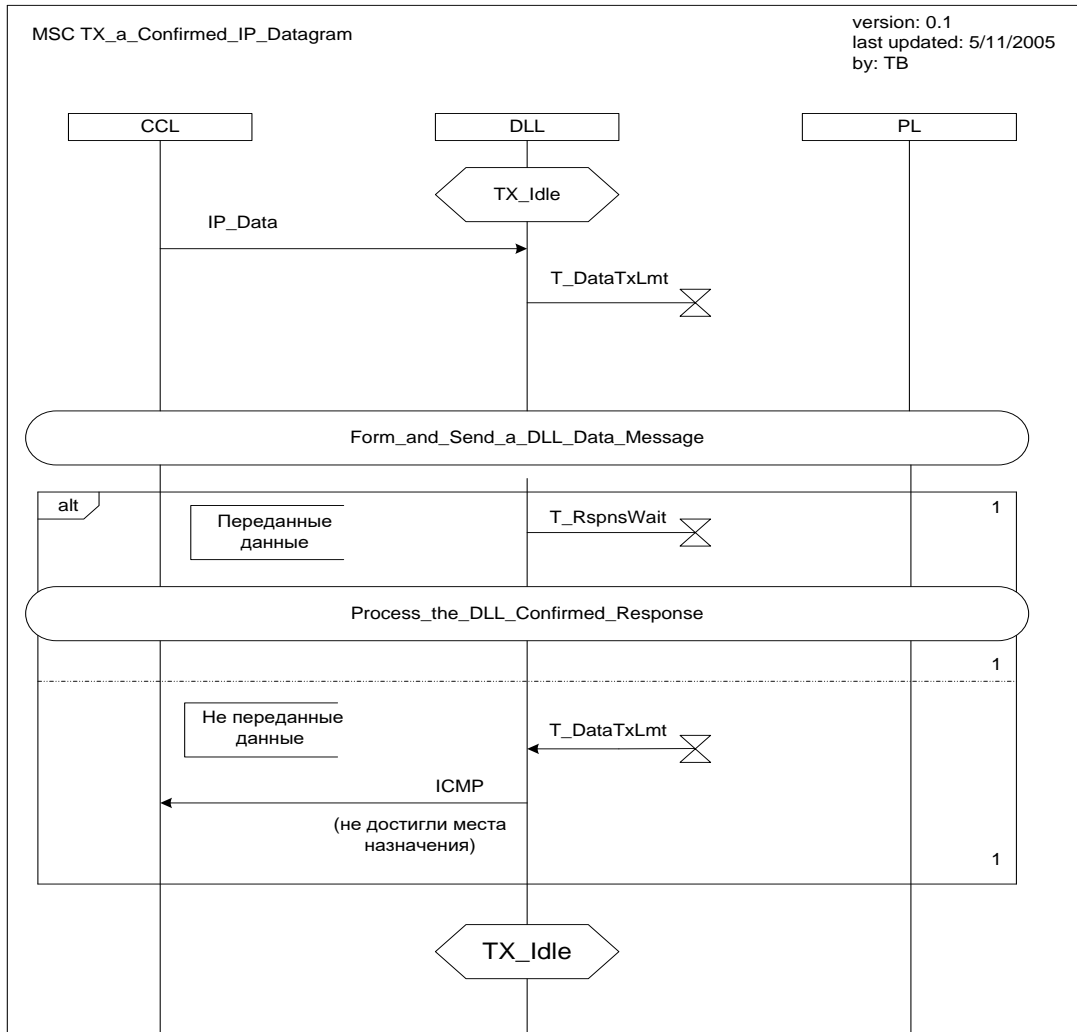 MSC TX_a_Confirmed_IP_Datagram
version: 0.1
last updated: 5/11/2005
by: TB
CCL
DLL
PL
TX_Idle
IP_Data
T_DataTxLmt
Form_and_Send_a_DLL_Data_Message
alt
1
Переданные
данные
T_RspnsWait
Process_the_DLL_Confirmed_Response
1
Не переданные
данные
T_DataTxLmt
ICMP
(не достигли места
назначения)
1
TX_Idle